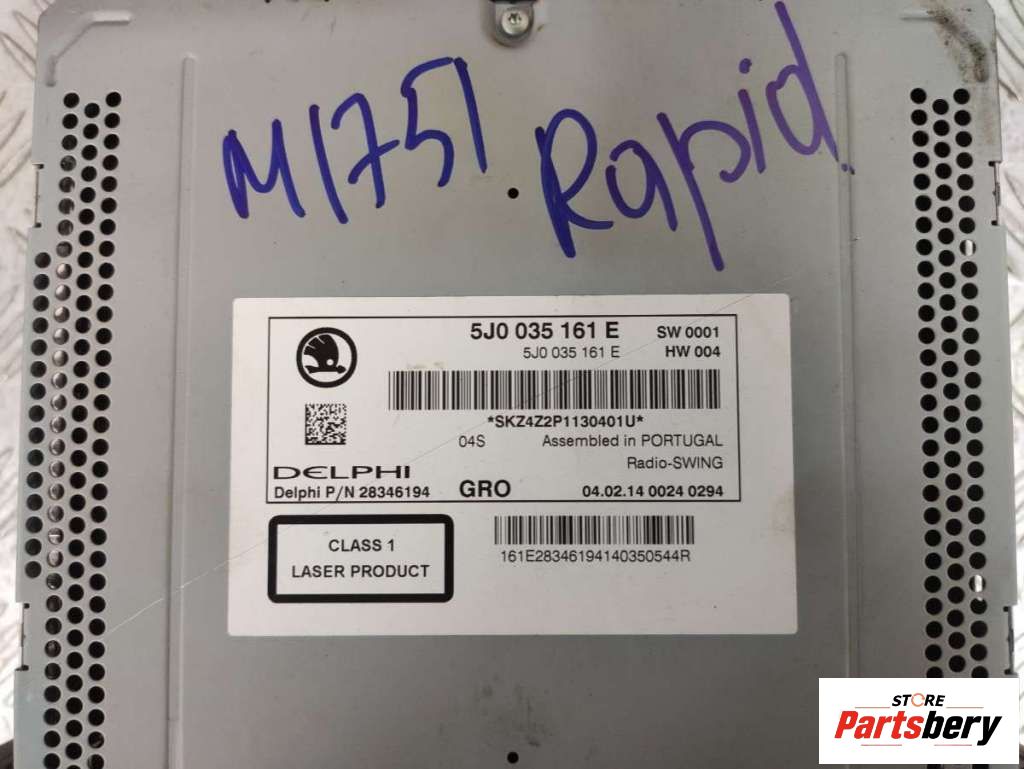 M1751 Rapid
5J0 035 161 E SW 0001
5J0 035 161 E HW 004
*SKZ4Z2P1130401U*
04S Assembled in PORTUGAL
Radio-SWING
DELPHI
Delphi P/N 28346194 GRO 04.02.14 0024 0294
CLASS 1
LASER PRODUCT
161E28346194140350544R
STORE
Partsbery